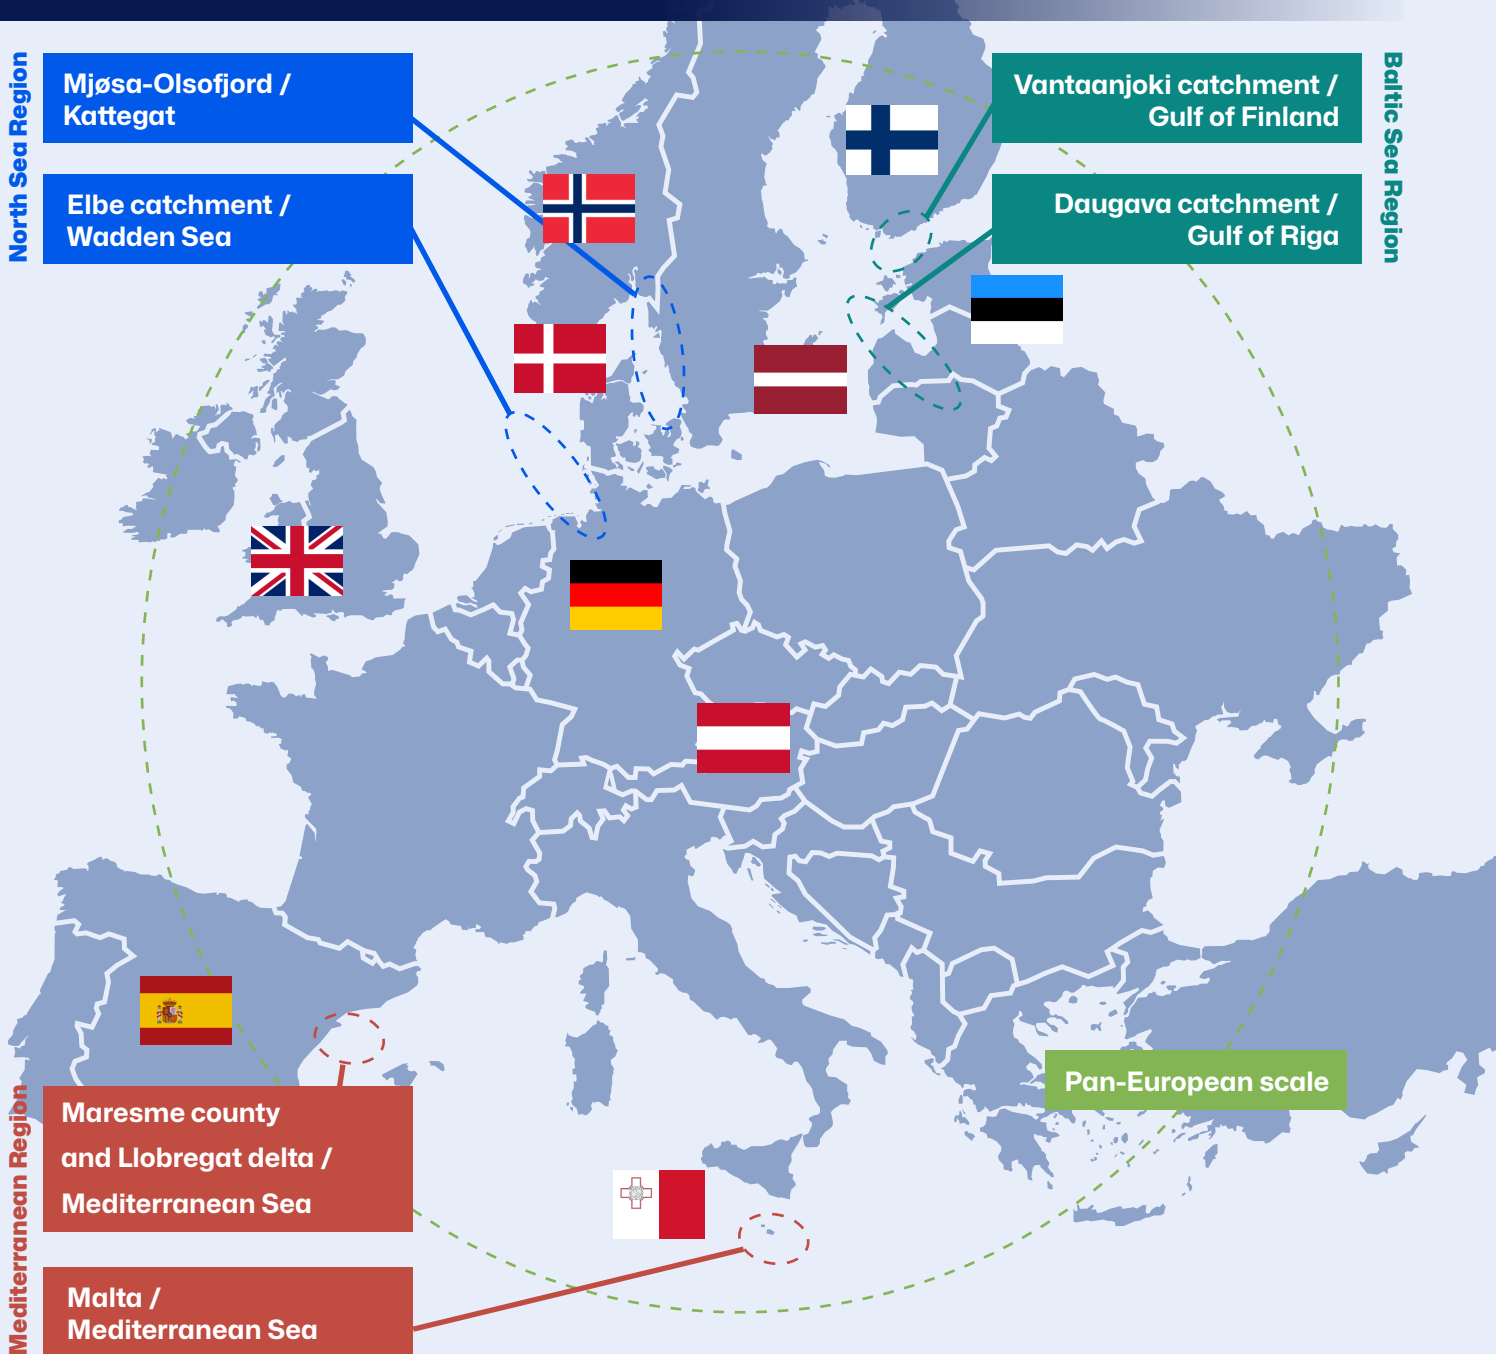 North Sea Region
Mjøsa-Olsofjord /
Kattegat
Elbe catchment /
Wadden Sea
Vantaanjoki catchment /
Gulf of Finland
Daugava catchment /
Gulf of Riga
Baltic Sea Region
Pan-European scale
Mediterranean Region
Maresme county
and Llobregat delta /
Mediterranean Sea
Malta /
Mediterranean Sea